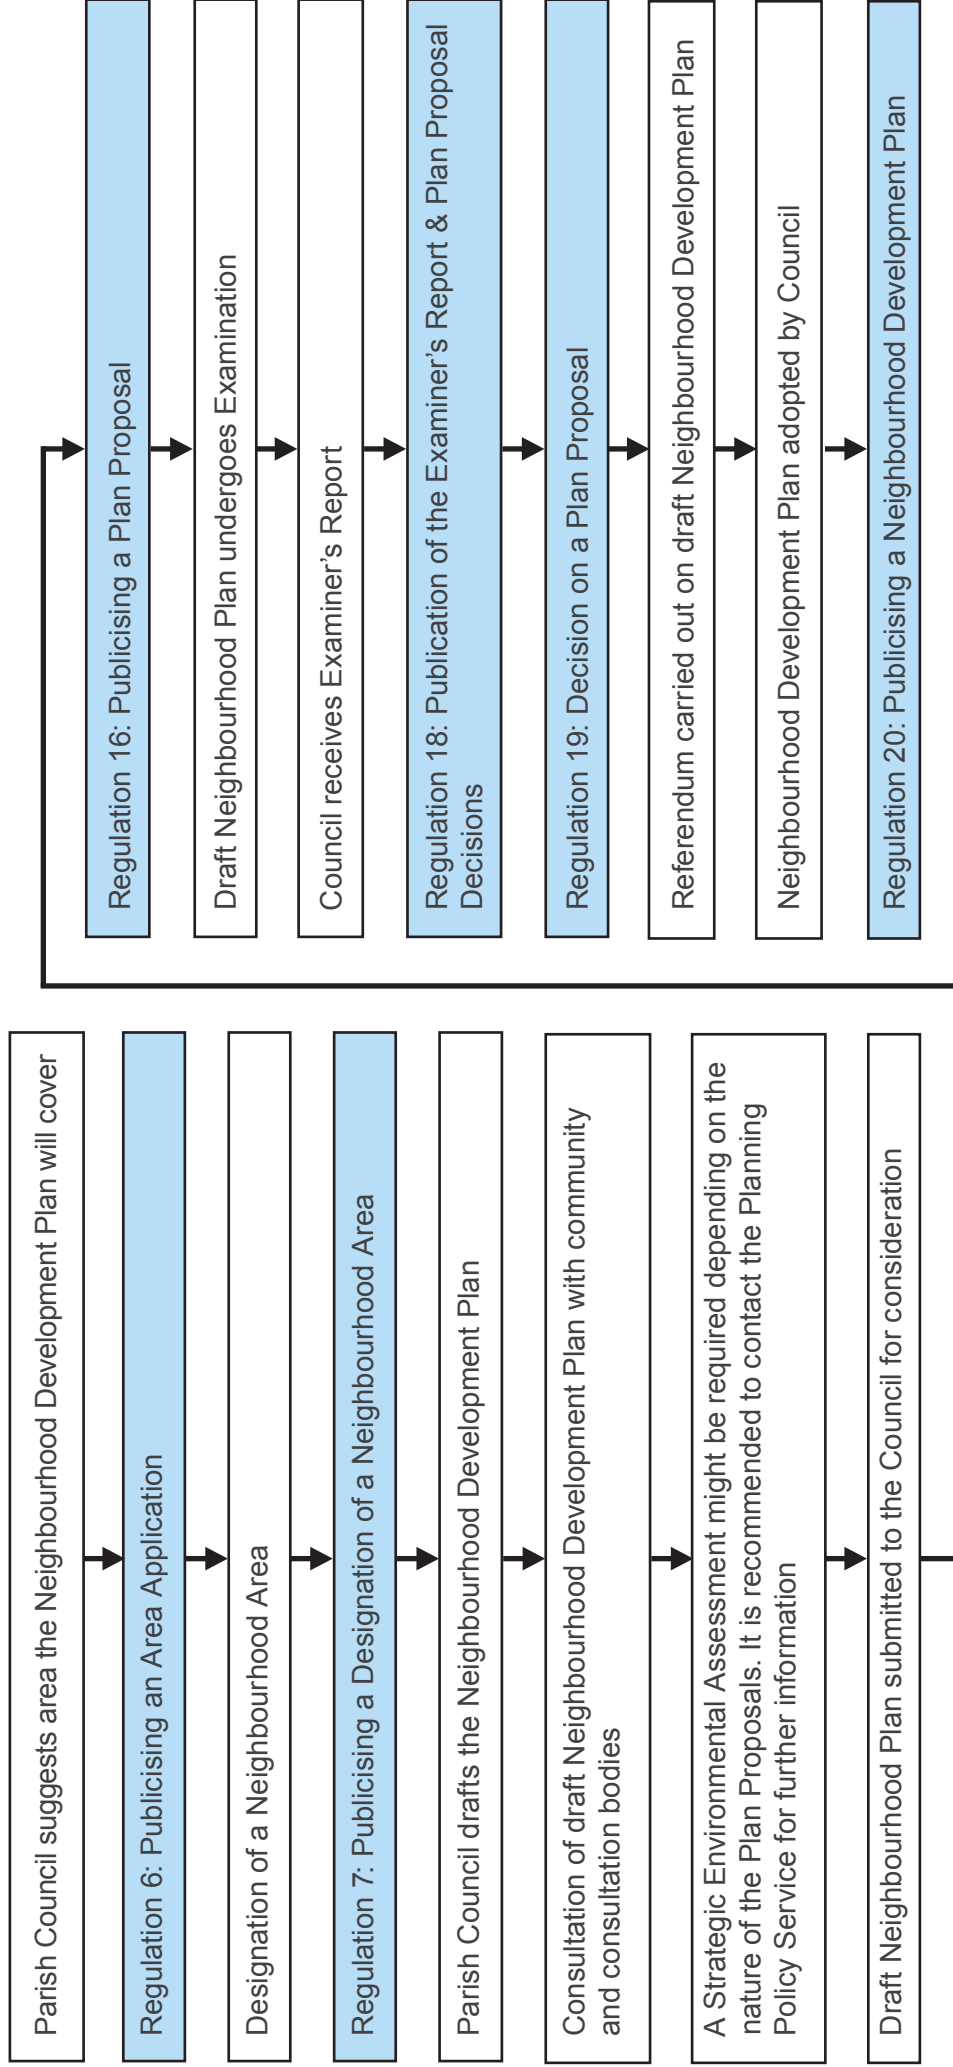 Parish Council suggests area the Neighbourhood Development Plan will cover
Regulation 6: Publicising an Area Application
Designation of a Neighbourhood Area
Regulation 7: Publicising a Designation of a Neighbourhood Area
Parish Council drafts the Neighbourhood Development Plan
Consultation of draft Neighbourhood Development Plan with community
and consultation bodies
A Strategic Environmental Assessment might be required depending on the
nature of the Plan Proposals. It is recommended to contact the Planning
Policy Service for further information
Draft Neighbourhood Plan submitted to the Council for consideration
Regulation 16: Publicising a Plan Proposal
Draft Neighbourhood Plan undergoes Examination
Council receives Examiner's Report
Regulation 18: Publication of the Examiner's Report & Plan Proposal
Decisions
Regulation 19: Decision on a Plan Proposal
Referendum carried out on draft Neighbourhood Development Plan
Neighbourhood Development Plan adopted by Council
Regulation 20: Publicising a Neighbourhood Development Plan